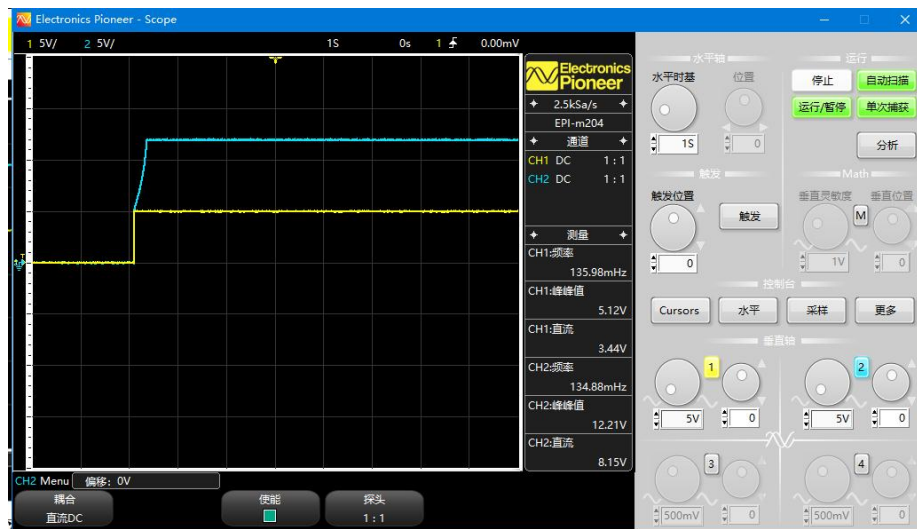 Electronics Pioneer - Scope
1 5V/ 2 5V/ 1S 0s 1 0.00mV
Electronics
Pioneer
2.5kSa/s
EPI-m204
通道
CH1 DC 1:1
CH2 DC 1:1
测量
CH1:频率
135.98mHz
CH1:峰峰值
5.12V
CH1:直流
3.44V
CH2:频率
134.88mHz
CH2:峰峰值
12.21V
CH2:直流
8.15V
CH2 Menu 偏移: 0V
耦合 使能 探头
直流DC 1:1
水平轴
水平时基 位置
1S 0
运行
停止 自动扫描
运行/暂停 单次捕获
分析
触发
触发位置
触发
0
Math
垂直灵敏度 垂直位置
M
1V 0
控制台
Cursors 水平 采样 更多
垂直轴
1 2
5V 0 5V 0
3 4
500mV 0 500mV 0